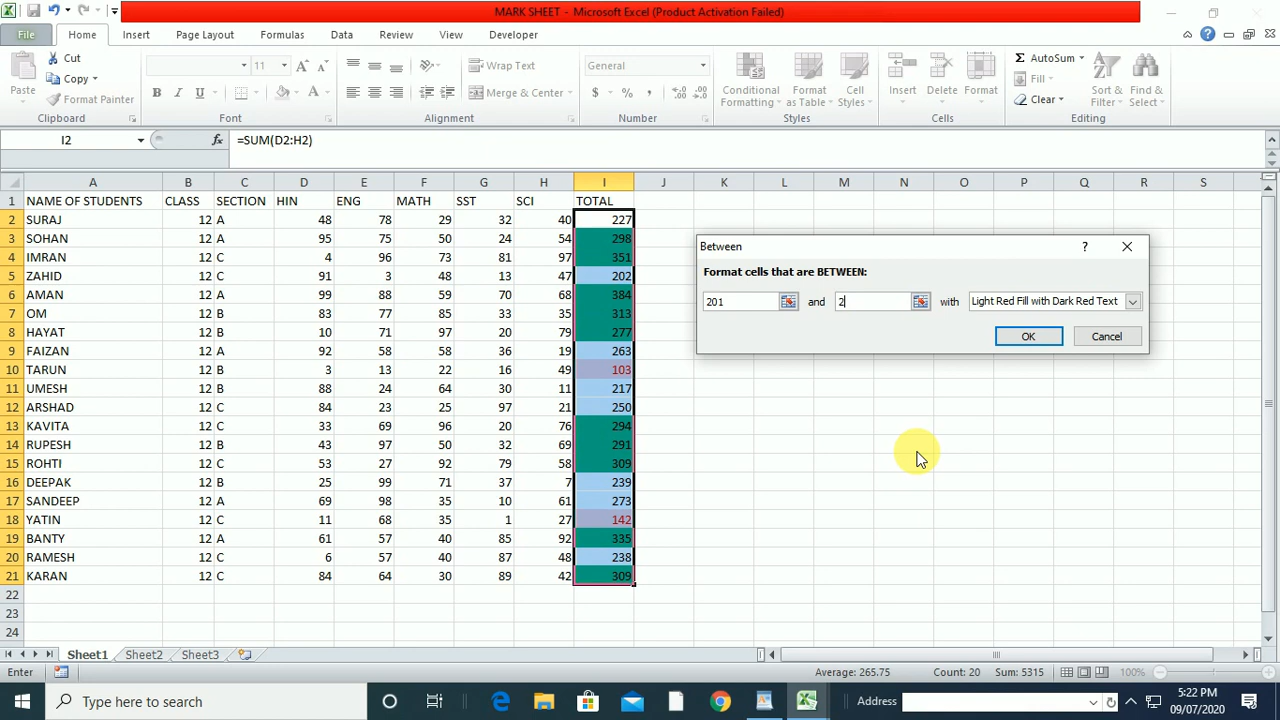 MARK SHEET - Microsoft Excel (Product Activation Failed)
File Home Insert Page Layout Formulas Data Review View Developer
Paste Cut Copy Format Painter Clipboard
11 B I U A A A Font
Wrap Text Merge & Center Alignment
General $ % , Number
Conditional Formatting Format as Table Cell Styles Styles
Insert Delete Format Cells
Σ AutoSum Fill Clear Sort & Filter Find & Select Editing
I2 fx =SUM(D2:H2)
A B C D E F G H I J K L M N O P Q R S
1 NAME OF STUDENTS CLASS SECTION HIN ENG MATH SST SCI TOTAL
2 SURAJ 12 A 48 78 29 32 40 227
3 SOHAN 12 A 95 75 50 24 54 298
4 IMRAN 12 C 4 96 73 81 97 351
5 ZAHID 12 C 91 3 48 13 47 202
6 AMAN 12 A 99 88 59 70 68 384
7 OM 12 B 83 77 85 33 35 313
8 HAYAT 12 B 10 71 97 20 79 277
9 FAIZAN 12 A 92 58 58 36 19 263
10 TARUN 12 B 3 13 22 16 49 103
11 UMESH 12 B 88 24 64 30 11 217
12 ARSHAD 12 C 84 23 25 97 21 250
13 KAVITA 12 C 33 69 96 20 76 294
14 RUPESH 12 B 43 97 50 32 69 291
15 ROHTI 12 C 53 27 92 79 58 309
16 DEEPAK 12 B 25 99 71 37 7 239
17 SANDEEP 12 A 69 98 35 10 61 273
18 YATIN 12 C 11 68 35 1 27 142
19 BANTY 12 A 61 57 40 85 92 335
20 RAMESH 12 C 6 57 40 87 48 238
21 KARAN 12 C 84 64 30 89 42 309
22
23
24
Between ?
Format cells that are BETWEEN:
201 and 2 with Light Red Fill with Dark Red Text
OK Cancel
Sheet1 Sheet2 Sheet3
Enter Average: 265.75 Count: 20 Sum: 5315 100%
Type here to search Address 5:22 PM
09/07/2020